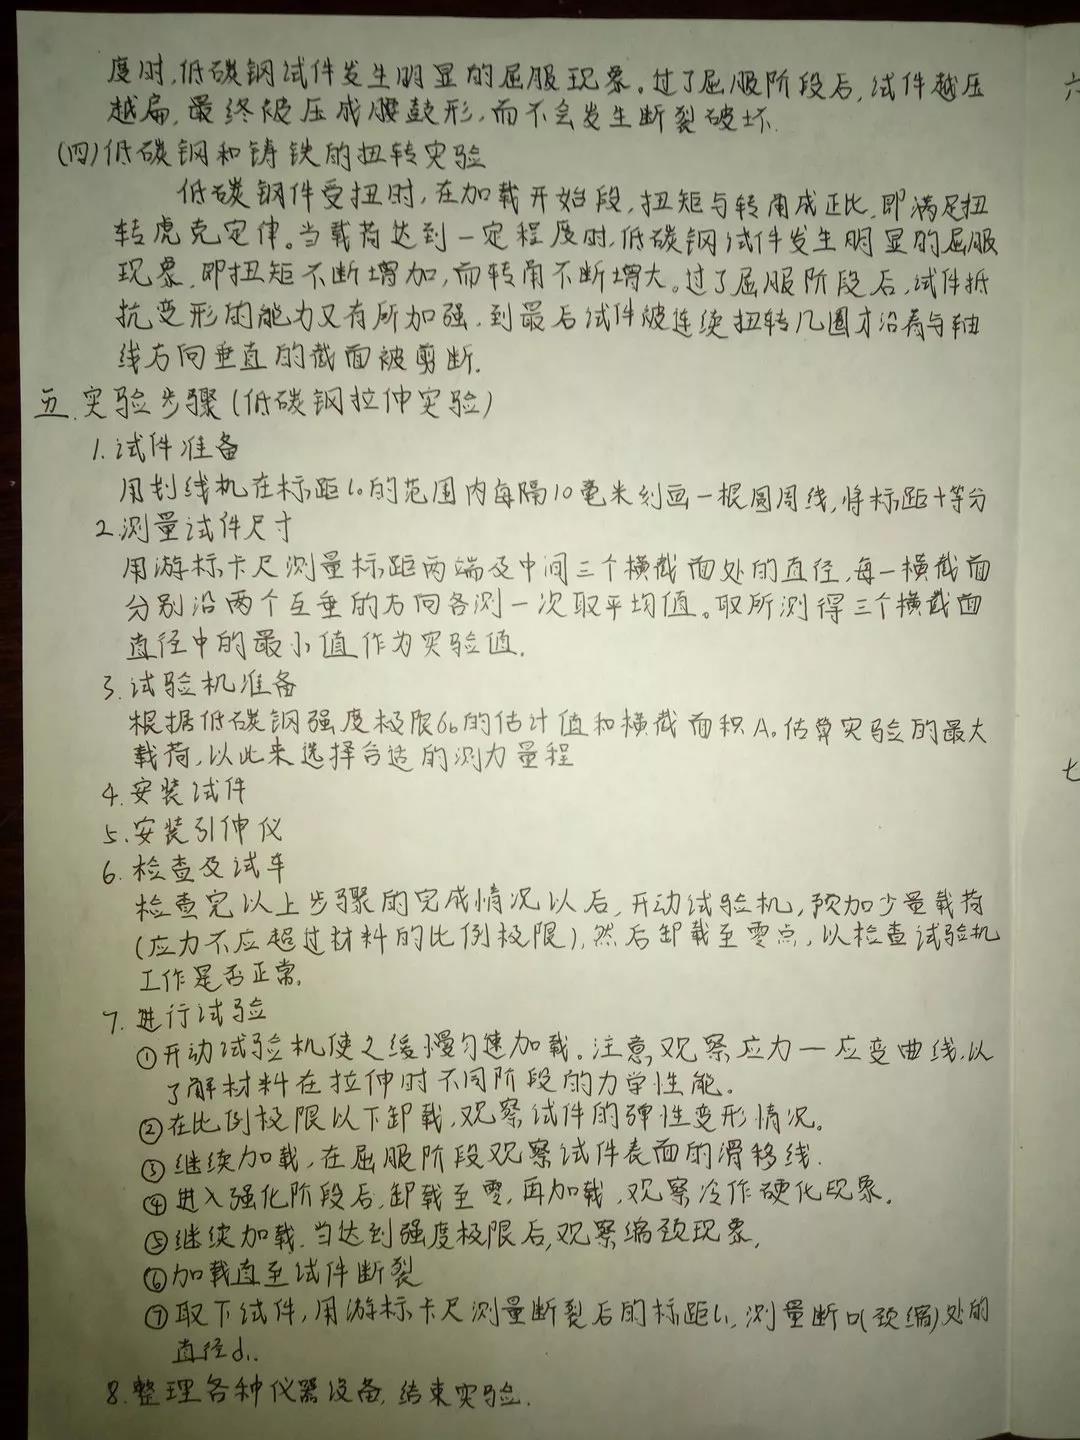 度时,低碳钢试件发生明显的屈服现象。过了屈服阶段后,试件越压
越扁,最终被压成腰鼓形,而不会发生断裂破坏.
(四)低碳钢和铸铁的扭转实验
低碳钢件受扭时,在加载开始段,扭矩与转角成正比,即满足扭
转虎克定律。当载荷达到一定程度时,低碳钢试件发生明显的屈服
现象,即扭矩不断增加,而转角不断增大。过了屈服阶段后,试件抵
抗变形的能力又有所加强,到最后试件被连续扭转几圈才沿着与轴
线方向垂直的截面被剪断.
五.实验步骤(低碳钢拉伸实验)
1.试件准备
用划线机在标距l0的范围内每隔10毫米刻画一根圆周线,将标距十等分
2.测量试件尺寸
用游标卡尺测量标距两端及中间三个横截面处的直径,每一横截面
分别沿两个互垂的方向各测一次取平均值。取所测得三个横截面
直径中的最小值作为实验值.
3.试验机准备
根据低碳钢强度极限σb的估计值和横截面积A0估算实验的最大
载荷,以此来选择合适的测力量程
4.安装试件
5.安装引伸仪
6.检查及试车
检查完以上步骤的完成情况以后,开动试验机,预加少量载荷
(应力不应超过材料的比例极限),然后卸载至零点,以检查试验机
工作是否正常.
7.进行试验
①开动试验机使之缓慢匀速加载。注意观察应力一应变曲线,以
了解材料在拉伸时不同阶段的力学性能.
②在比例极限以下卸载,观察试件的弹性变形情况。
③继续加载,在屈服阶段观察试件表面的滑移线.
④进入强化阶段后,卸载至零,再加载,观察冷作硬化现象.
⑤继续加载.当达到强度极限后,观察缩颈现象,
⑥加载直至试件断裂
⑦取下试件,用游标卡尺测量断裂后的标距l1,测量断口(颈缩)处的
直径d1.
8.整理各种仪器设备,结束实验.
六
七